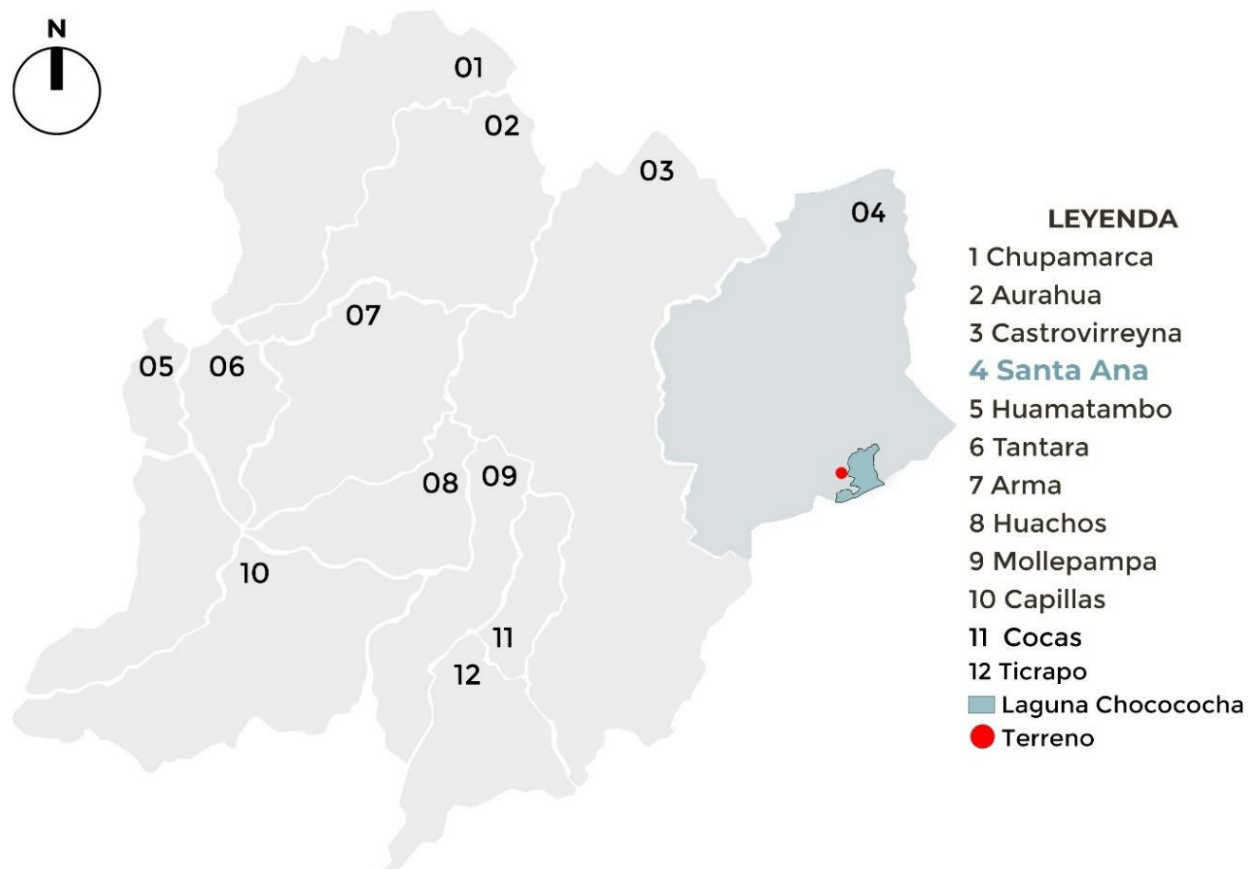 N
01
02
03
04
05
06
07
08
09
10
11
12
LEYENDA
1 Chupamarca
2 Aurahua
3 Castrovirreyna
4 Santa Ana
5 Huamatambo
6 Tantara
7 Arma
8 Huachos
9 Mollepampa
10 Capillas
11 Cocas
12 Ticrapo
Laguna Chocococha
Terreno